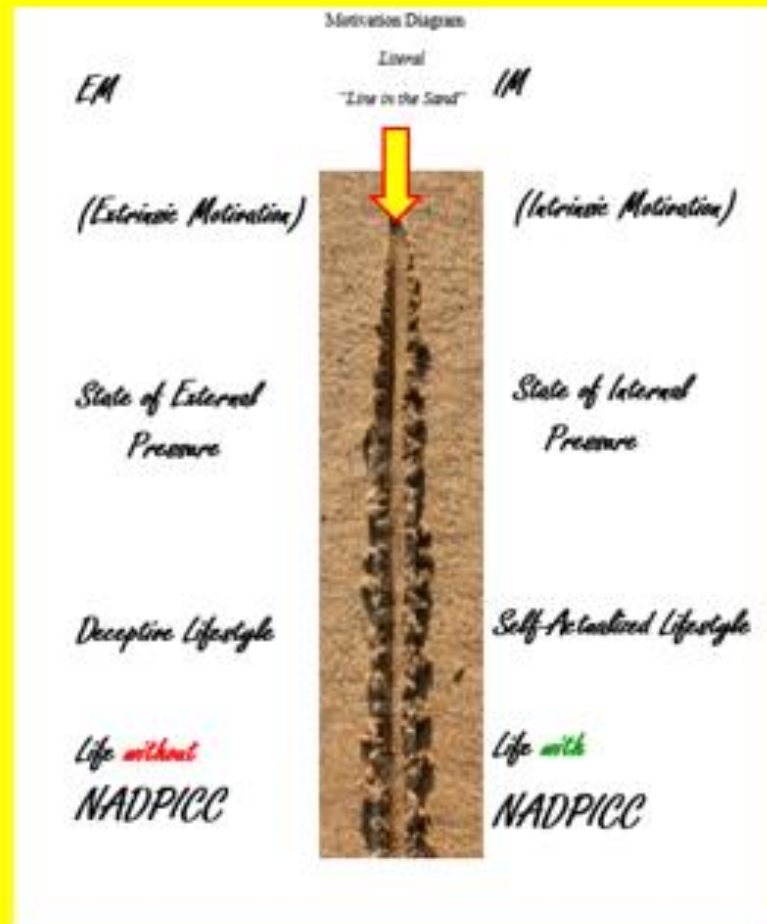 Motivation Diagram
Literal
"Line in the Sand"
EM
IM
(Extrinsic Motivation)
(Intrinsic Motivation)
State of External
Pressure
State of Internal
Pressure
Deceptive Lifestyle
Self-Actualized Lifestyle
Life without
NADPICC
Life with
NADPICC